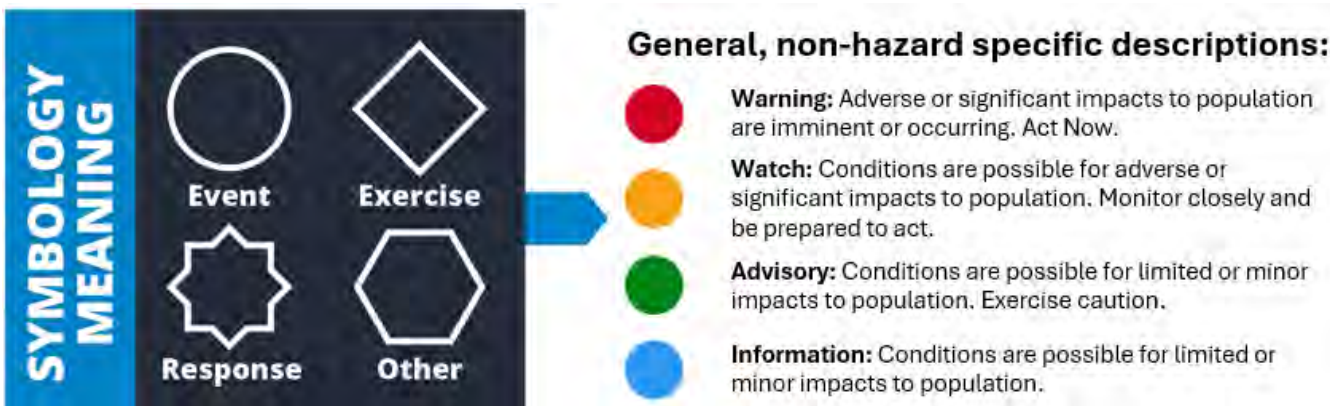 SYMBOLOGY
MEANING
Event
Exercise
Response
Other
General, non-hazard specific descriptions:
Warning: Adverse or significant impacts to population
are imminent or occurring. Act Now.
Watch: Conditions are possible for adverse or
significant impacts to population. Monitor closely and
be prepared to act.
Advisory: Conditions are possible for limited or minor
impacts to population. Exercise caution.
Information: Conditions are possible for limited or
minor impacts to population.